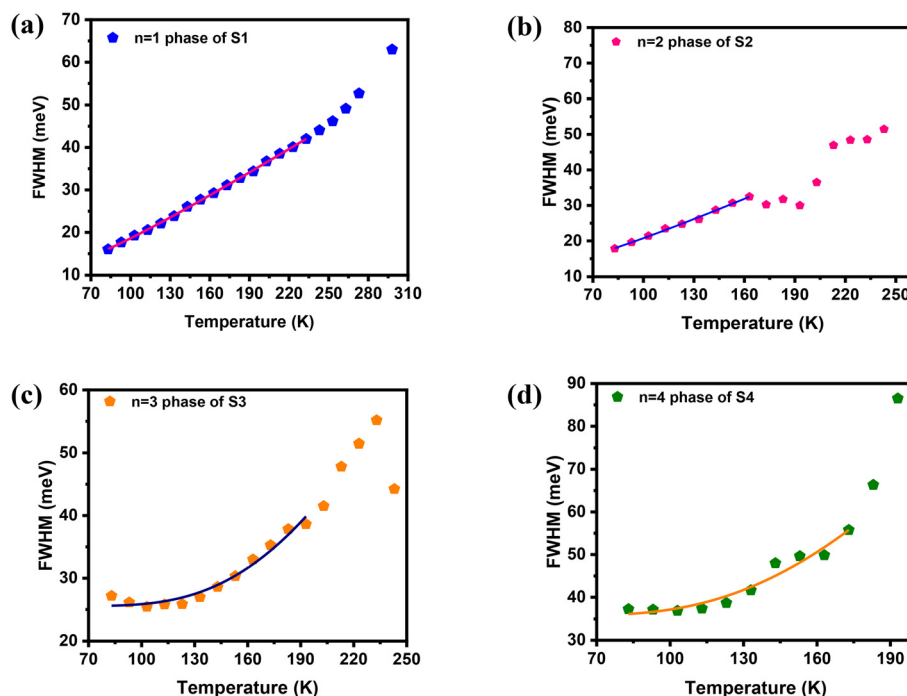 (a)
n=1 phase of S1
FWHM (meV)
70
60
50
40
30
20
10
70 100 130 160 190 220 250 280 310
Temperature (K)
(b)
n=2 phase of S2
FWHM (meV)
80
70
60
50
40
30
20
10
70 100 130 160 190 220 250
Temperature (K)
(c)
n=3 phase of S3
FWHM (meV)
60
50
40
30
20
70 100 130 160 190 220 250
Temperature (K)
(d)
n=4 phase of S4
FWHM (meV)
90
80
70
60
50
40
30
70 100 130 160 190
Temperature (K)